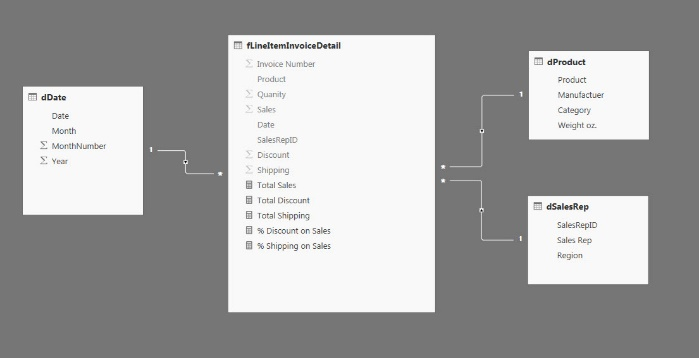 dDate
Date
Month
MonthNumber
Year
1
*
fLineItemInvoiceDetail
Invoice Number
Product
Quanity
Sales
Date
SalesRepID
Discount
Shipping
Total Sales
Total Discount
Total Shipping
% Discount on Sales
% Shipping on Sales
*
*
1
1
dProduct
Product
Manufactuer
Category
Weight oz.
dSalesRep
SalesRepID
Sales Rep
Region